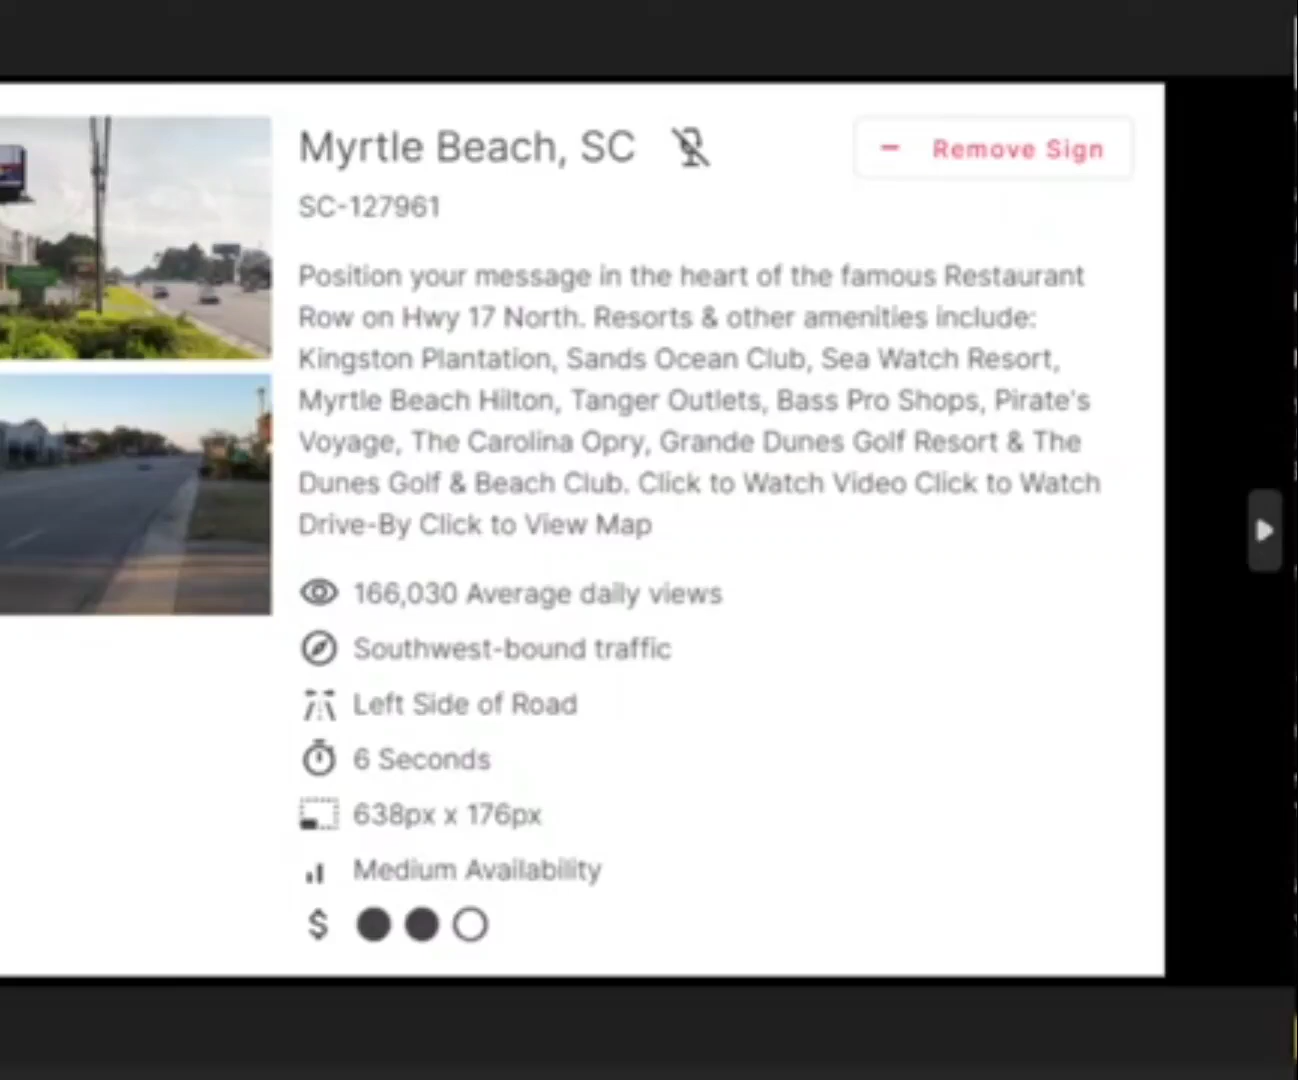 Myrtle Beach, SC
Remove Sign
SC-127961
Position your message in the heart of the famous Restaurant
Row on Hwy 17 North. Resorts & other amenities include:
Kingston Plantation, Sands Ocean Club, Sea Watch Resort,
Myrtle Beach Hilton, Tanger Outlets, Bass Pro Shops, Pirate's
Voyage, The Carolina Opry, Grande Dunes Golf Resort & The
Dunes Golf & Beach Club. Click to Watch Video Click to Watch
Drive-By Click to View Map
166,030 Average daily views
Southwest-bound traffic
Left Side of Road
6 Seconds
638px x 176px
Medium Availability
$